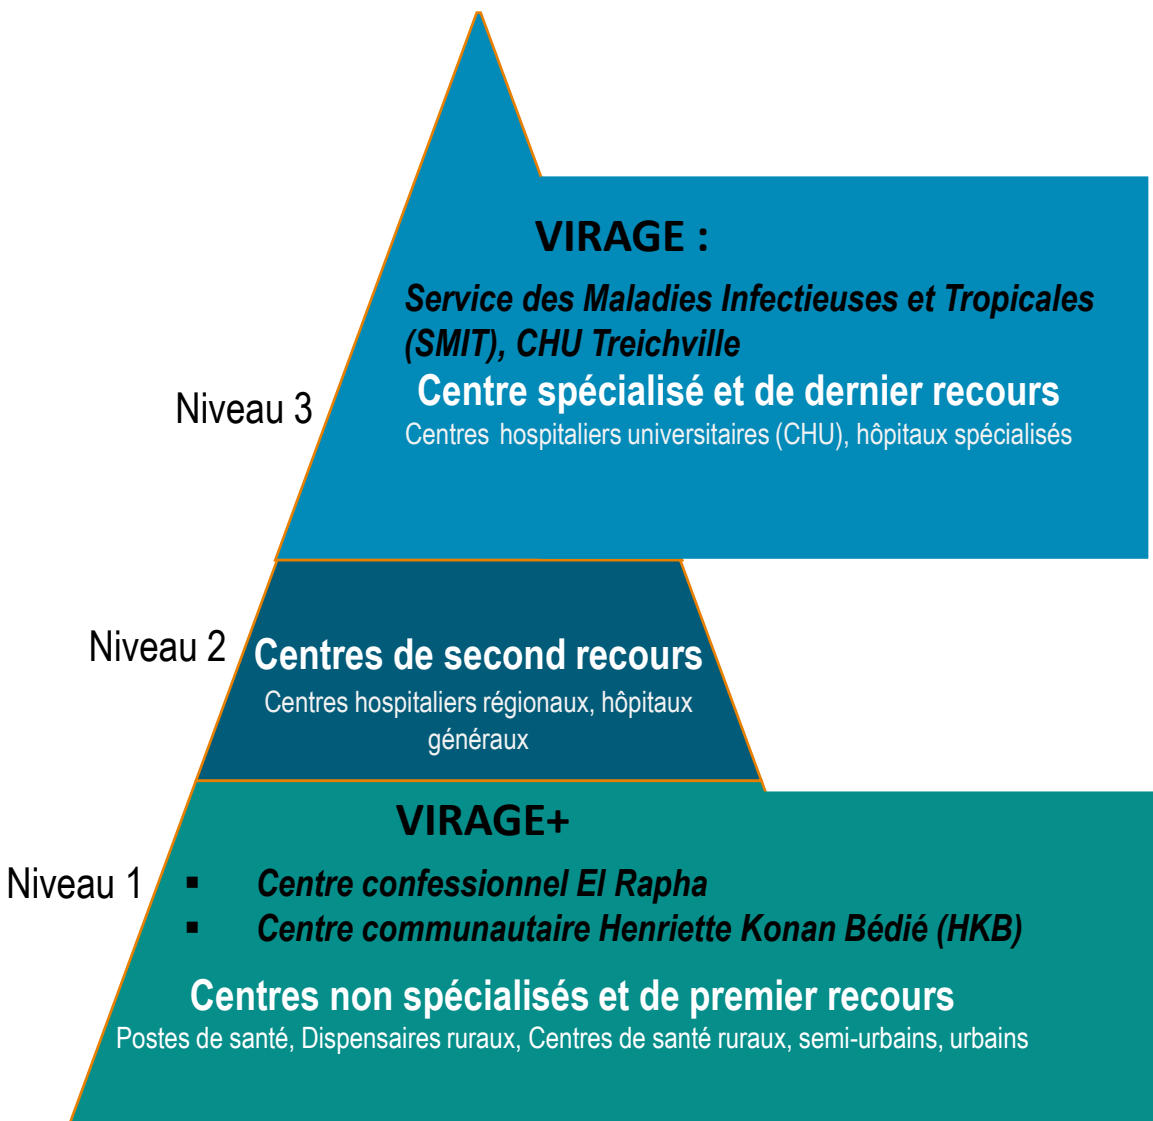 VIRAGE :
Service des Maladies Infectieuses et Tropicales
(SMIT), CHU Treichville
Centre spécialisé et de dernier recours
Niveau 3
Centres hospitaliers universitaires (CHU), hôpitaux spécialisés
Niveau 2
Centres de second recours
Centres hospitaliers régionaux, hôpitaux
généraux
VIRAGE+
Niveau 1
▪ Centre confessionnel El Rapha
▪ Centre communautaire Henriette Konan Bédié (HKB)
Centres non spécialisés et de premier recours
Postes de santé, Dispensaires ruraux, Centres de santé ruraux, semi-urbains, urbains